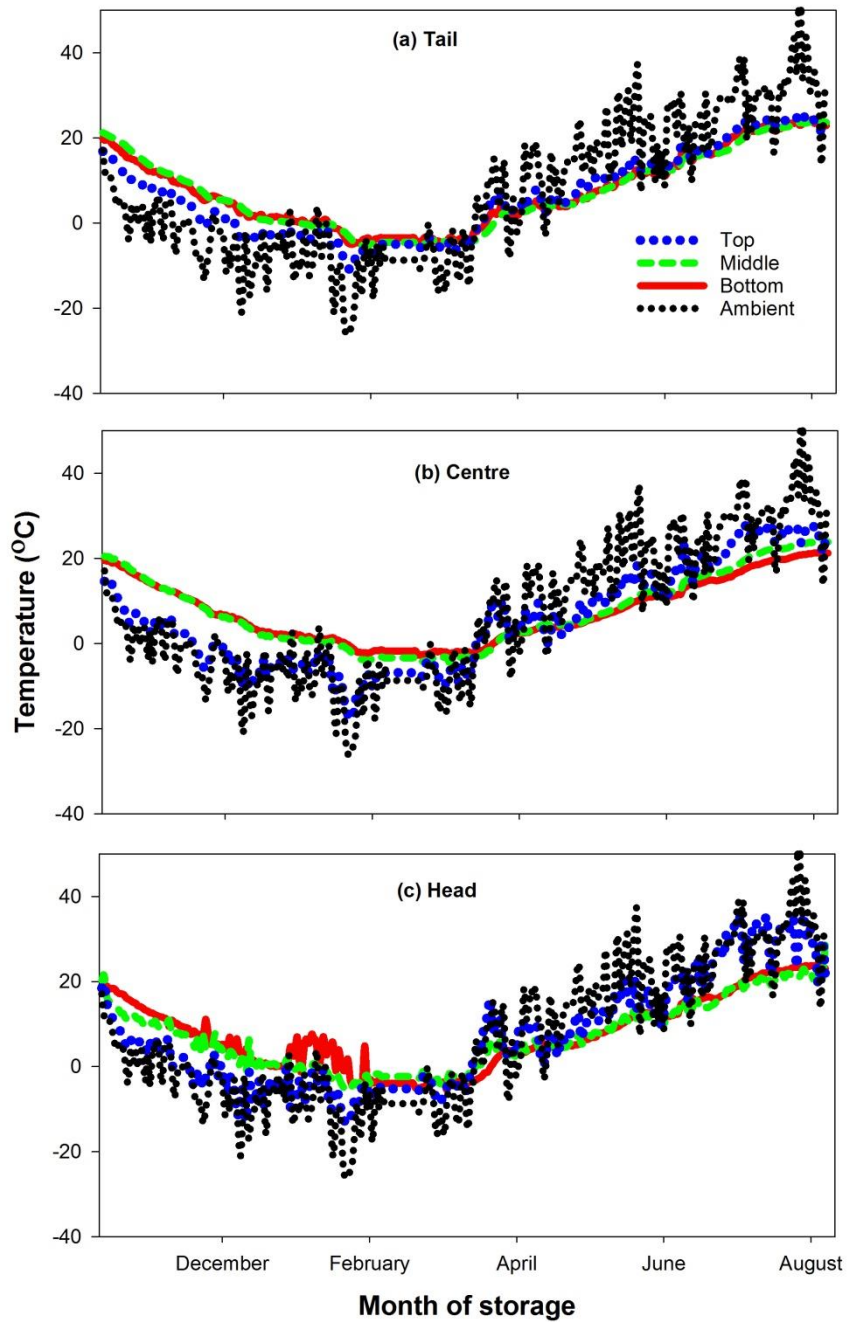 (a) Tail
40
20
0
-20
-40
Top
Middle
Bottom
Ambient
(b) Centre
40
20
0
-20
-40
Temperature (OC)
(c) Head
40
20
0
-20
-40
December February April June August
Month of storage